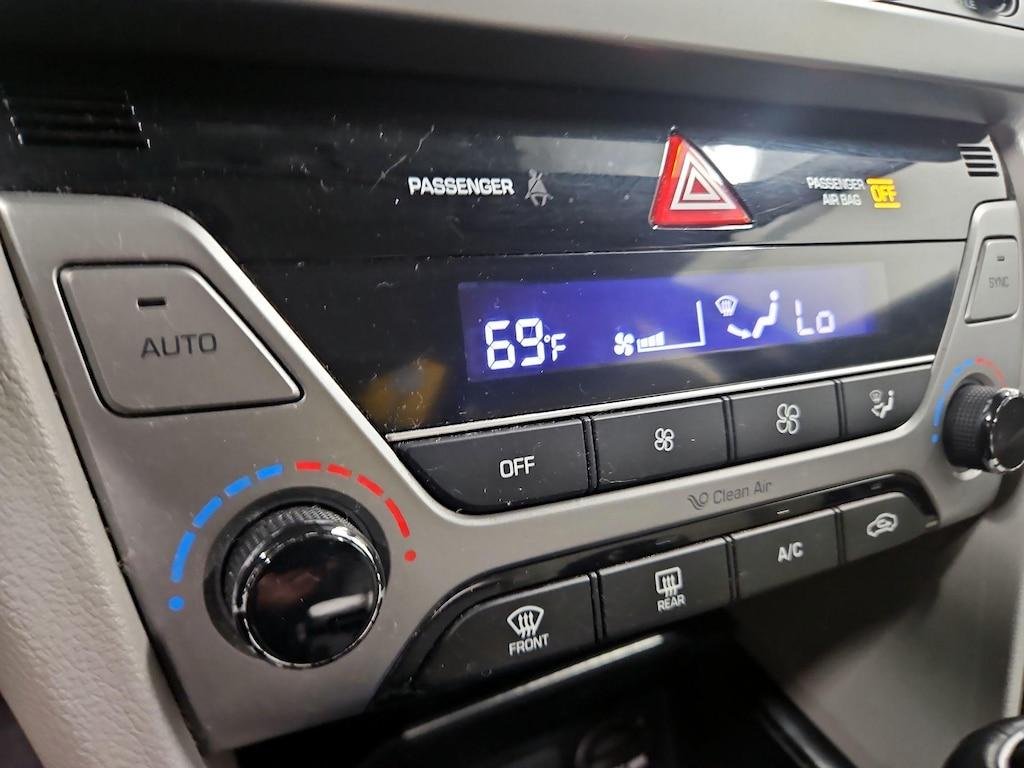 PASSENGER
PASSENGER
AIR BAG
OFF
AUTO
69°F
Lo
SYNC
OFF
Clean Air
FRONT
REAR
A/C